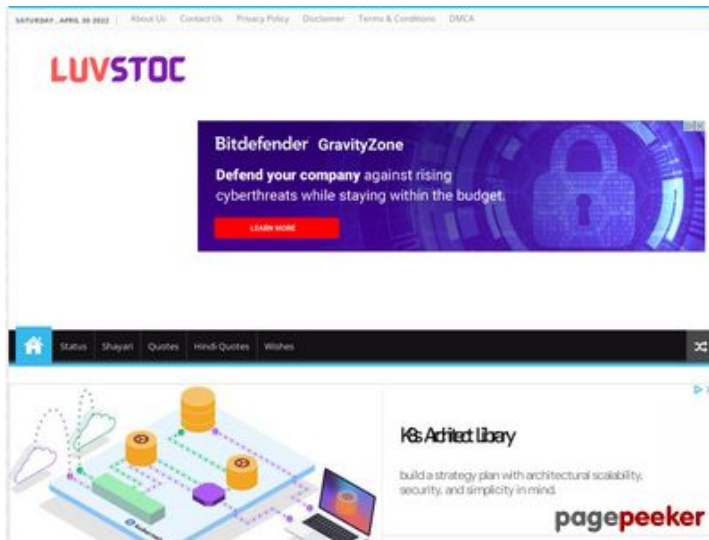 SATURDAY , APRIL 30 2022 About Us Contact Us Privacy Policy Disclaimer Terms & Conditions DMCA
LUVSTOC
Bitdefender GravityZone
Defend your company against rising
cyberthreats while staying within the budget.
LEARN MORE
Status Shayari Quotes Hindi Quotes Wishes
K8s Architect Library
build a strategy plan with architectural scalability,
security, and simplicity in mind.
kubernetes
pagepeeker